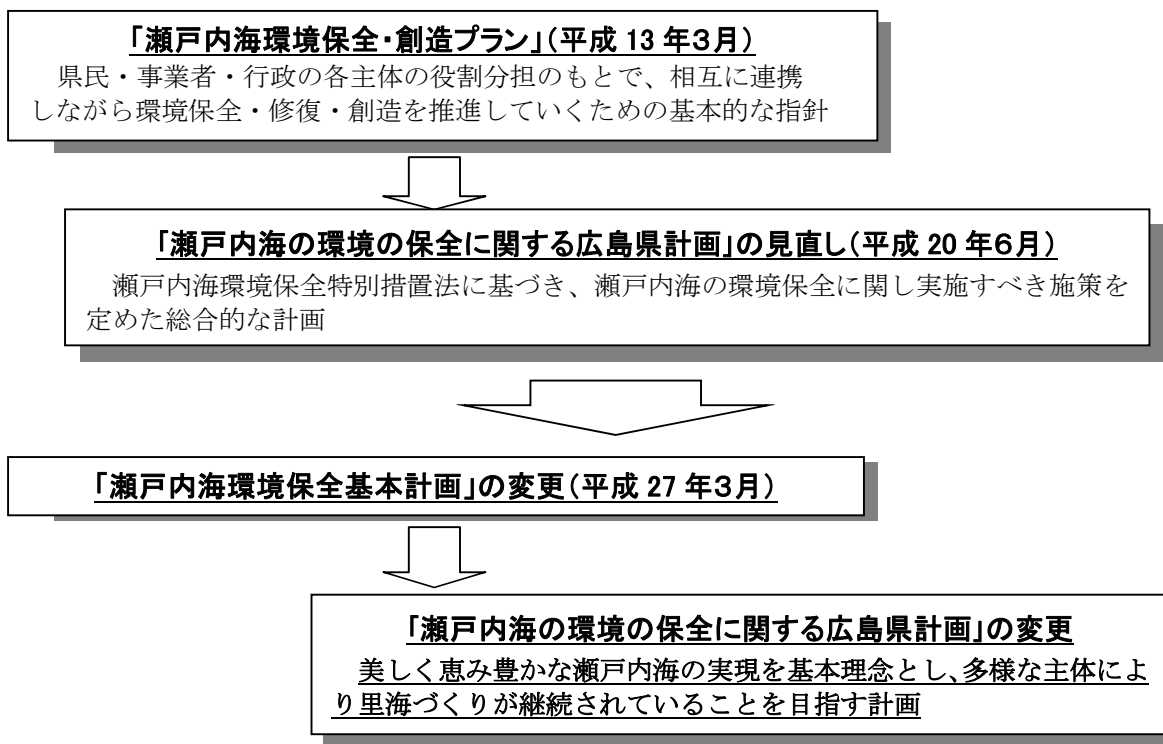 「瀬戸内海環境保全・創造プラン」(平成 13 年3月)
県民・事業者・行政の各主体の役割分担のもとで、相互に連携
しながら環境保全・修復・創造を推進していくための基本的な指針
「瀬戸内海の環境の保全に関する広島県計画」の見直し(平成 20 年6月)
瀬戸内海環境保全特別措置法に基づき、瀬戸内海の環境保全に関し実施すべき施策を
定めた総合的な計画
「瀬戸内海環境保全基本計画」の変更(平成 27 年3月)
「瀬戸内海の環境の保全に関する広島県計画」の変更
美しく恵み豊かな瀬戸内海の実現を基本理念とし、多様な主体によ
り里海づくりが継続されていることを目指す計画